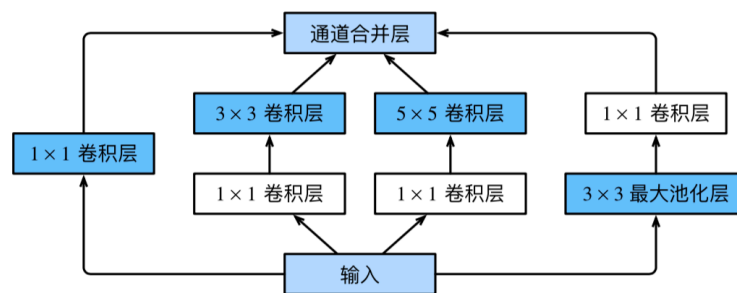 通道合并层
3 × 3 卷积层
5 × 5 卷积层
1 × 1 卷积层
1 × 1 卷积层
1 × 1 卷积层
1 × 1 卷积层
3 × 3 最大池化层
输入